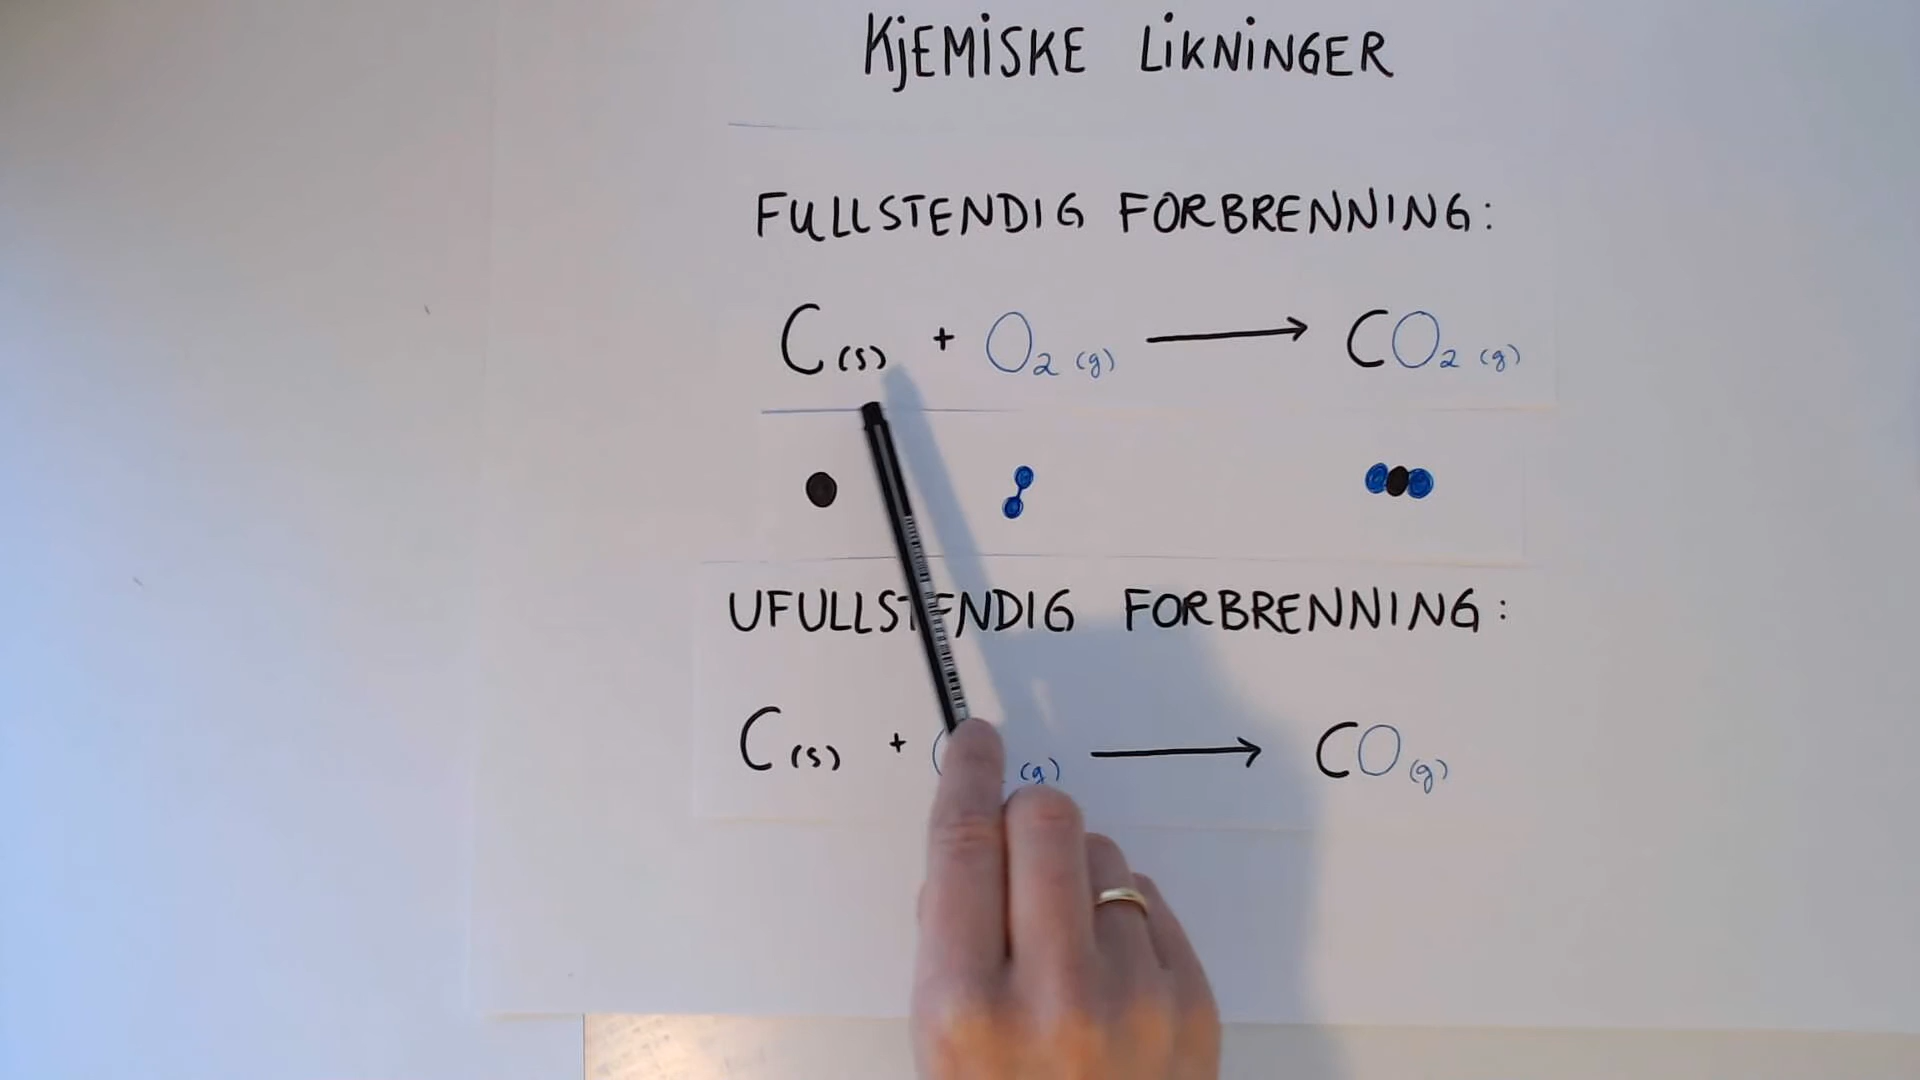 KJEMISKE LIKNINGER
FULLSTENDIG FORBRENNING:
C(s) + O2(g) → CO2(g)
UFULLSTENDIG FORBRENNING:
C(s) + (g) → CO(g)